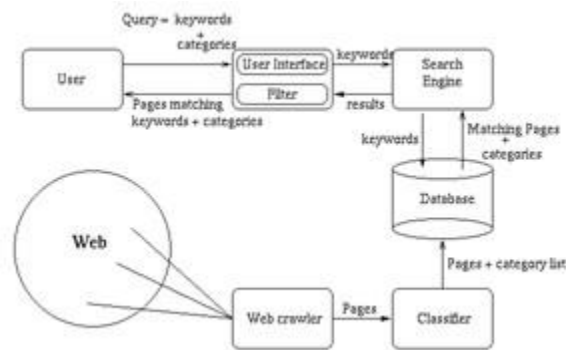 Query = keywords
+
categories
User
User Interface
Filter
keywords
results
Search
Engine
Pages matching
keywords + categories
keywords
Matching Pages
+
categories
Database
Web
Pages + category list
Web crawler
Pages
Classifier